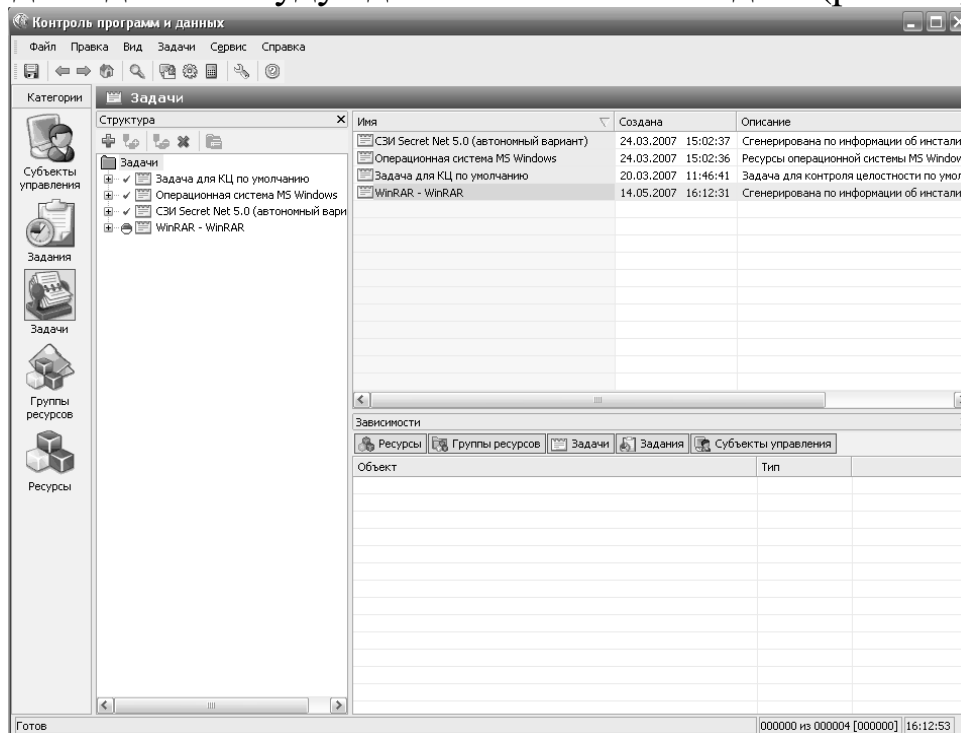 Контроль программ и данных
Файл Правка Вид Задачи Сервис Справка
Категории
Задачи
Субъекты управления
Задания
Задачи
Группы ресурсов
Ресурсы
Структура
Задачи
Задача для КЦ по умолчанию
Операционная система MS Windows
СЗИ Secret Net 5.0 (автономный вари
WinRAR - WinRAR
Имя Создана Описание
СЗИ Secret Net 5.0 (автономный вариант) 24.03.2007 15:02:37 Сгенерирована по информации об инстали
Операционная система MS Windows 24.03.2007 15:02:36 Ресурсы операционной системы MS Window
Задача для КЦ по умолчанию 20.03.2007 11:46:41 Задача для контроля целостности по умол
WinRAR - WinRAR 14.05.2007 16:12:31 Сгенерирована по информации об инстали
Зависимости
Ресурсы Группы ресурсов Задачи Задания Субъекты управления
Объект Тип
Готов 000000 из 000004 [000000] 16:12:53